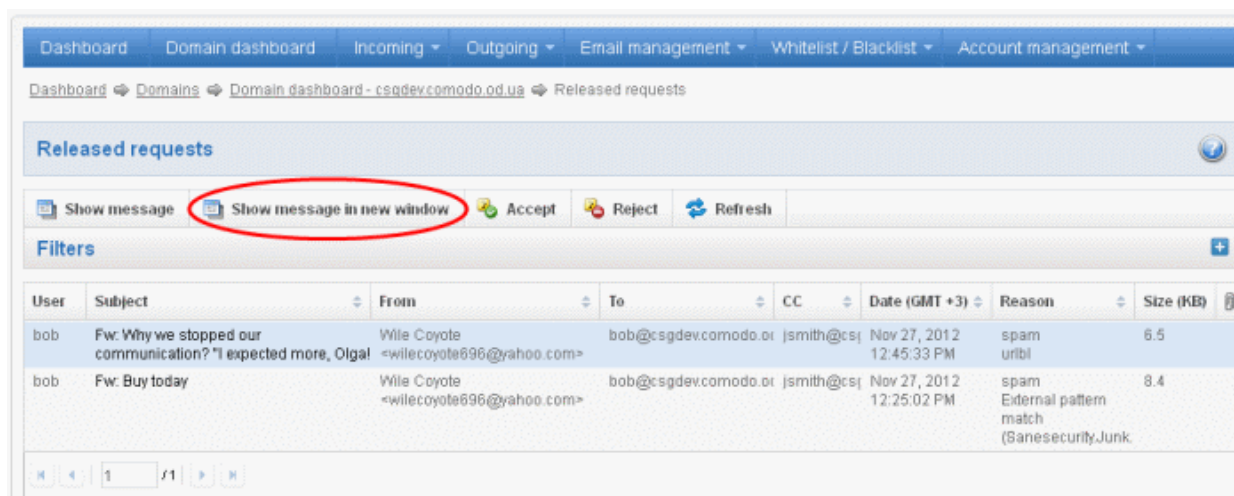 Dashboard Domain dashboard Incoming Outgoing Email management Whitelist / Blacklist Account management
Dashboard Domains Domain dashboard - csgdev.comodo.od.ua Released requests
Released requests
Show message Show message in new window Accept Reject Refresh
Filters
User Subject From To CC Date (GMT +3) Reason Size (KB)
bob Fw: Why we stopped our Wile Coyote bob@csgdev.comodo.o jsmith@csg Nov 27, 2012 spam 6.5
communication? "I expected more, Olga! <wilecoyote696@yahoo.com> 12:45:33 PM uribl
bob Fw: Buy today Wile Coyote bob@csgdev.comodo.o jsmith@csg Nov 27, 2012 spam 8.4
<wilecoyote696@yahoo.com> 12:25:02 PM External pattern
match
(Sanesecurity.Junk.
1 /1